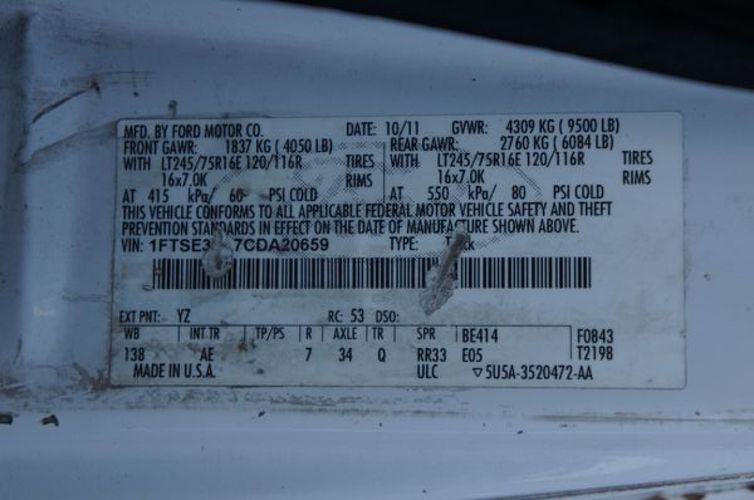 MFD. BY FORD MOTOR CO. DATE: 10/11 GVWR: 4309 KG ( 9500 LB)
FRONT GAWR: 1837 KG ( 4050 LB) REAR GAWR: 2760 KG ( 6084 LB)
WITH LT245/75R16E 120/116R TIRES WITH LT245/75R16E 120/116R TIRES
16x7.0K RIMS 16x7.0K RIMS
AT 415 kPa/ 60 PSI COLD AT 550 kPa/ 80 PSI COLD
THIS VEHICLE CONFORMS TO ALL APPLICABLE FEDERAL MOTOR VEHICLE SAFETY AND THEFT
PREVENTION STANDARDS IN EFFECT ON THE DATE OF MANUFACTURE SHOWN ABOVE.
VIN: TYPE:
EXT PNT: YZ RC: 53 DSO:
WB INT TR TP/PS R AXLE TR SPR BE414 F0843
138 AE 7 34 Q RR33 E05 T2198
MADE IN U.S.A. ULC ▽5U5A-3520472-AA